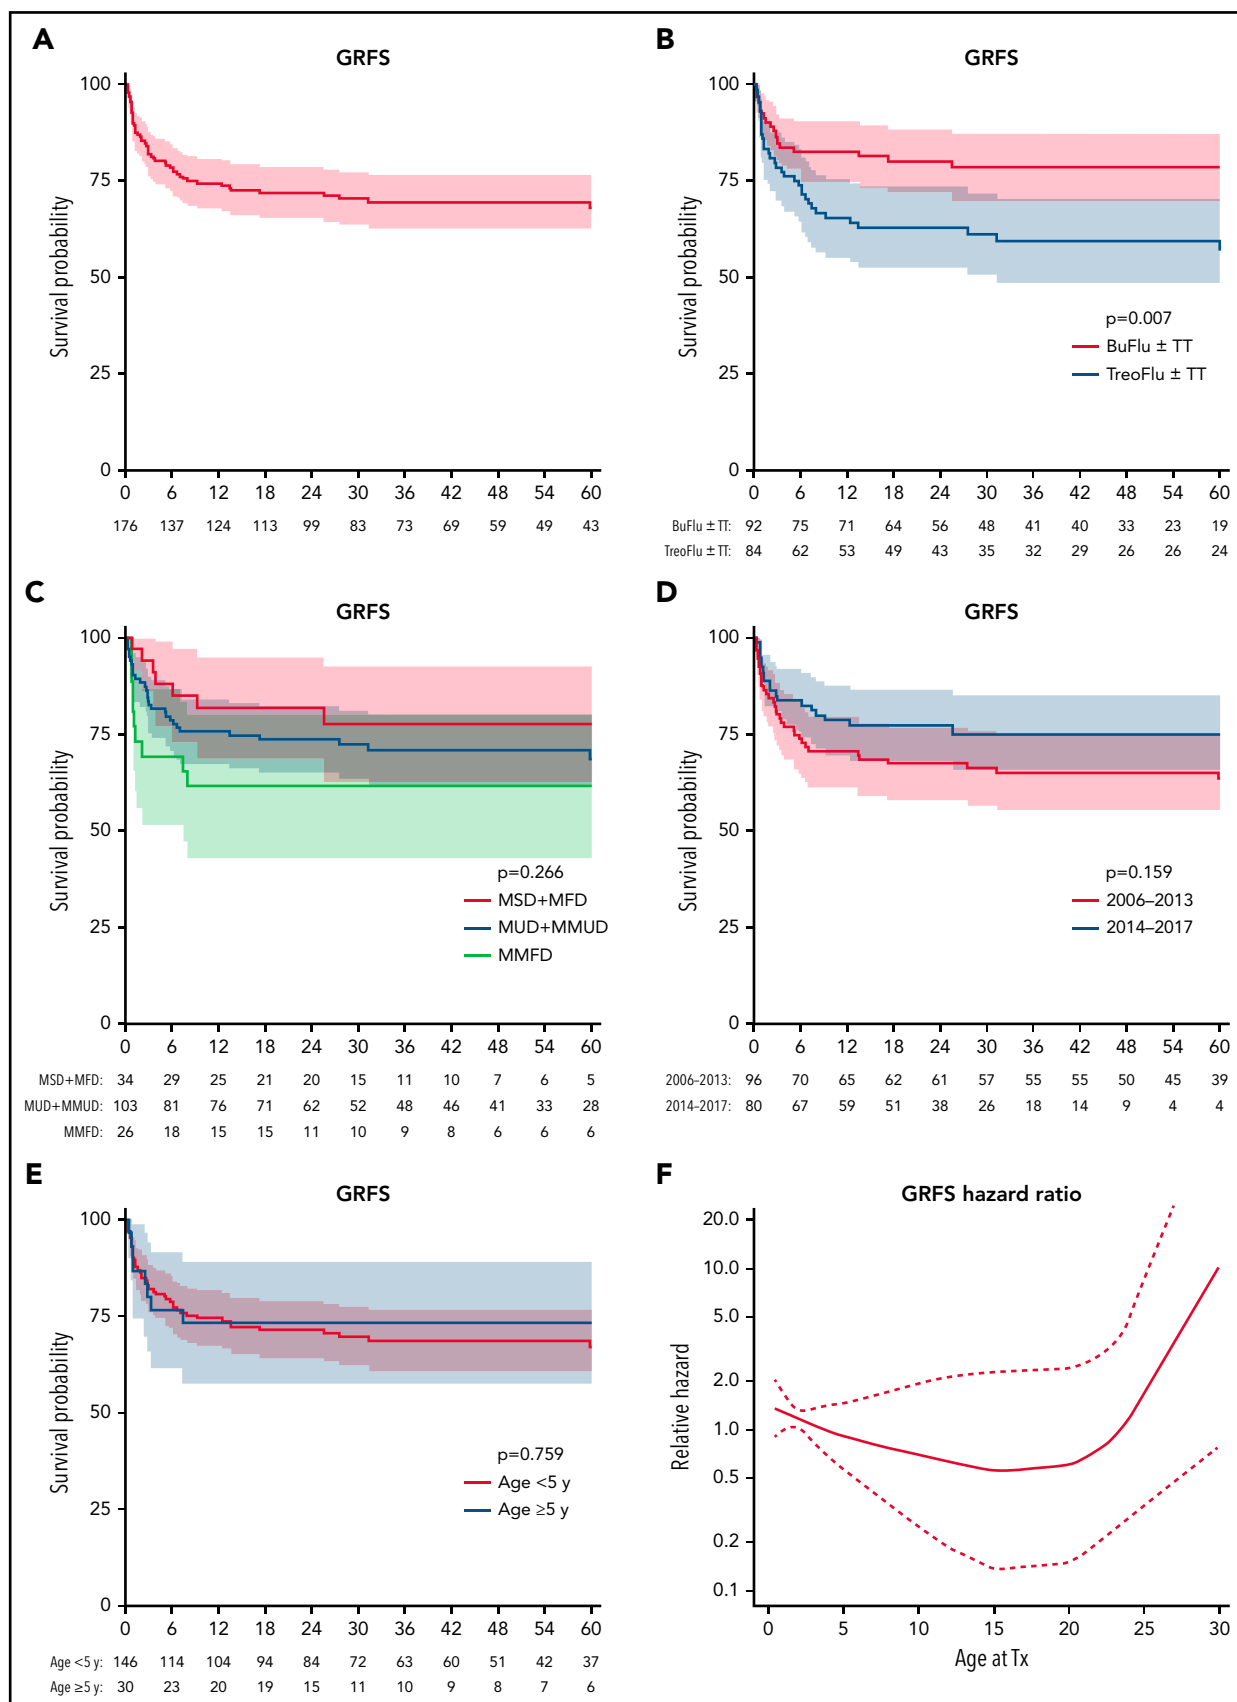 A
GRFS
Survival probability
100
75
50
25
0
0 6 12 18 24 30 36 42 48 54 60
176 137 124 113 99 83 73 69 59 49 43
B
GRFS
Survival probability
100
75
50
25
0
p=0.007
BuFlu ± TT
TreoFlu ± TT
0 6 12 18 24 30 36 42 48 54 60
BuFlu ± TT: 92 75 71 64 56 48 41 40 33 23 19
TreoFlu ± TT: 84 62 53 49 43 35 32 29 26 26 24
C
GRFS
Survival probability
100
75
50
25
0
p=0.266
MSD+MFD
MUD+MMUD
MMFD
0 6 12 18 24 30 36 42 48 54 60
MSD+MFD: 34 29 25 21 20 15 11 10 7 6 5
MUD+MMUD: 103 81 76 71 62 52 48 46 41 33 28
MMFD: 26 18 15 15 11 10 9 8 6 6 6
D
GRFS
Survival probability
100
75
50
25
0
p=0.159
2006–2013
2014–2017
0 6 12 18 24 30 36 42 48 54 60
2006–2013: 96 70 65 62 61 57 55 55 50 45 39
2014–2017: 80 67 59 51 38 26 18 14 9 4 4
E
GRFS
Survival probability
100
75
50
25
0
p=0.759
Age <5 y
Age ≥5 y
0 6 12 18 24 30 36 42 48 54 60
Age <5 y: 146 114 104 94 84 72 63 60 51 42 37
Age ≥5 y: 30 23 20 19 15 11 10 9 8 7 6
F
GRFS hazard ratio
Relative hazard
20.0
10.0
5.0
2.0
1.0
0.5
0.2
0.1
0 5 10 15 20 25 30
Age at Tx